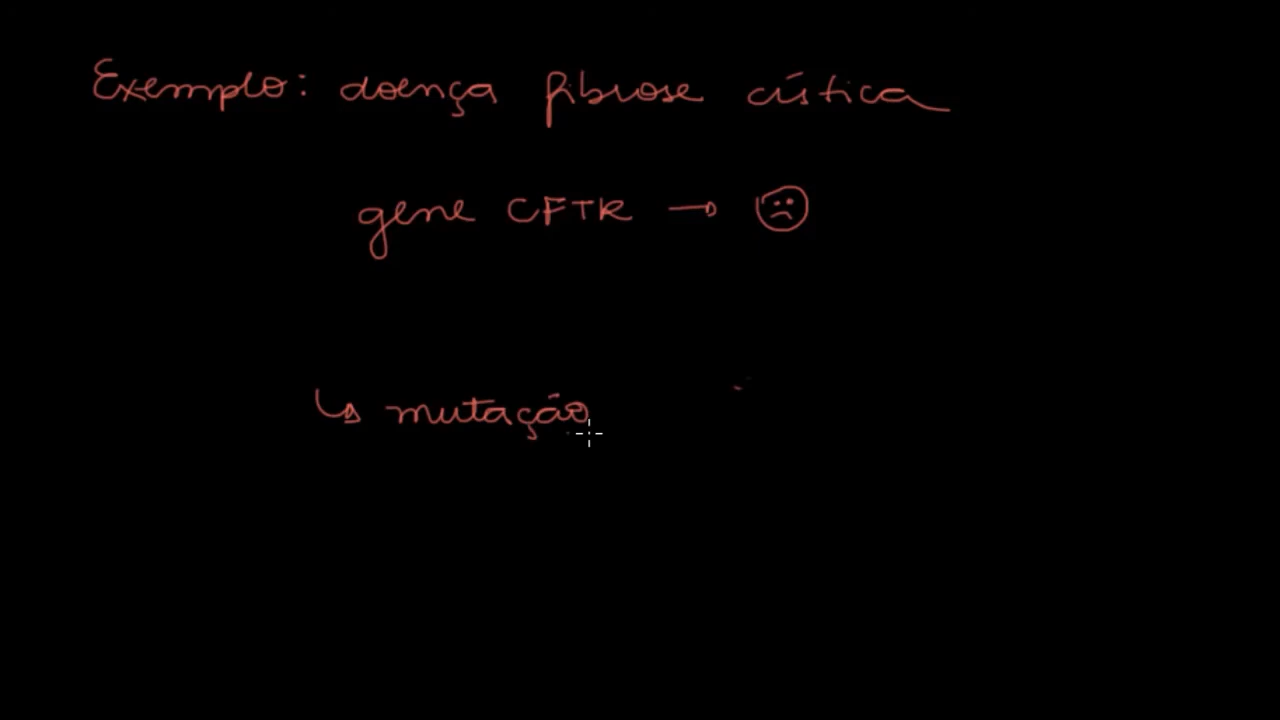 Exemplo: doença fibrose cística
gene CFTR → ☹
↳ mutação